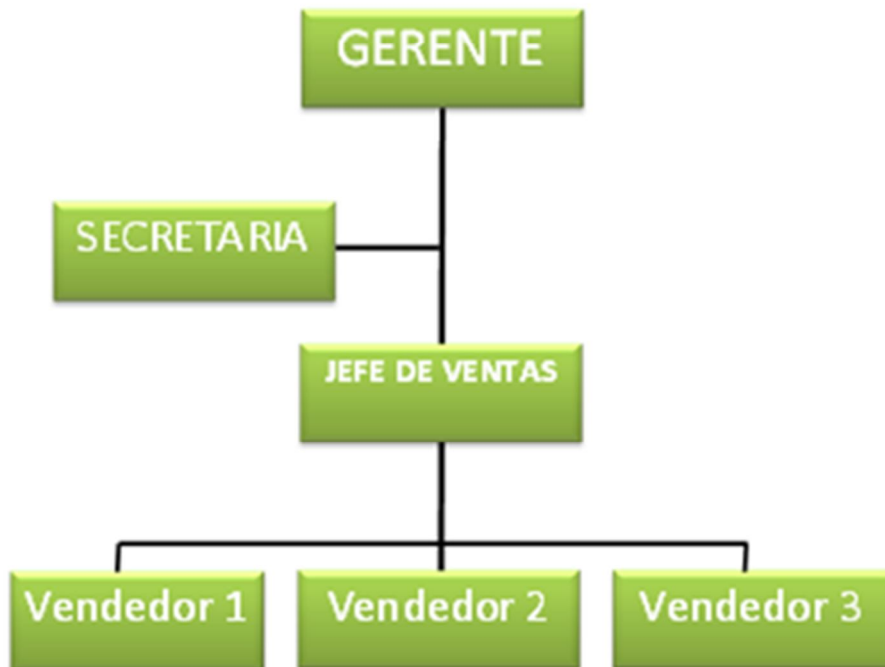 GERENTE
SECRETARIA
JEFE DE VENTAS
Vendedor 1
Vendedor 2
Vendedor 3